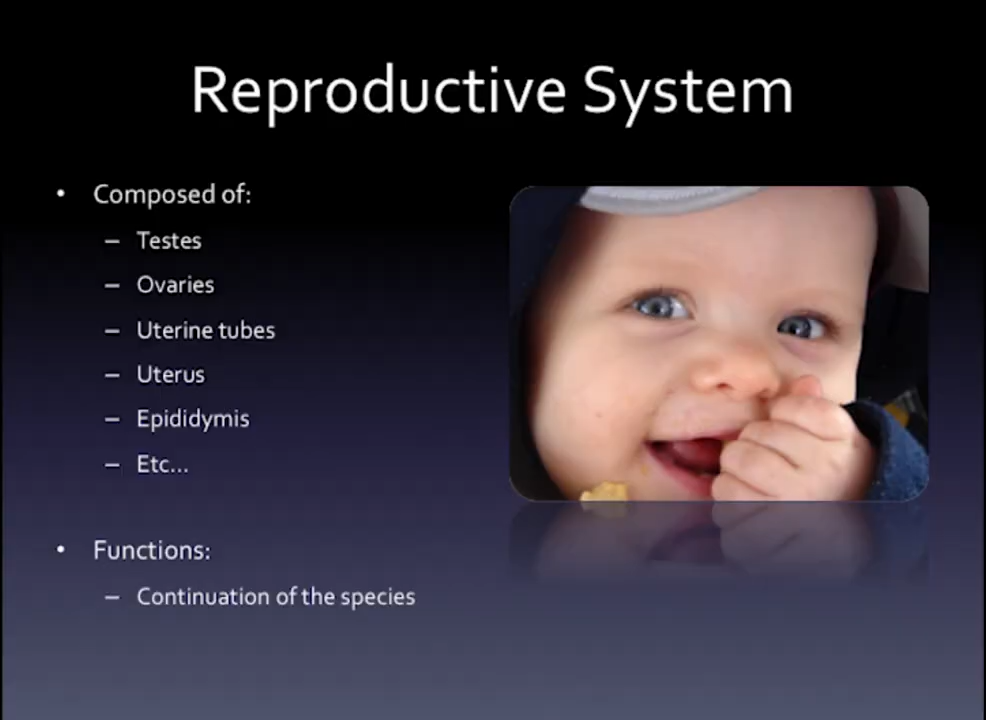 Reproductive System
• Composed of:
– Testes
– Ovaries
– Uterine tubes
– Uterus
– Epididymis
– Etc...
• Functions:
– Continuation of the species